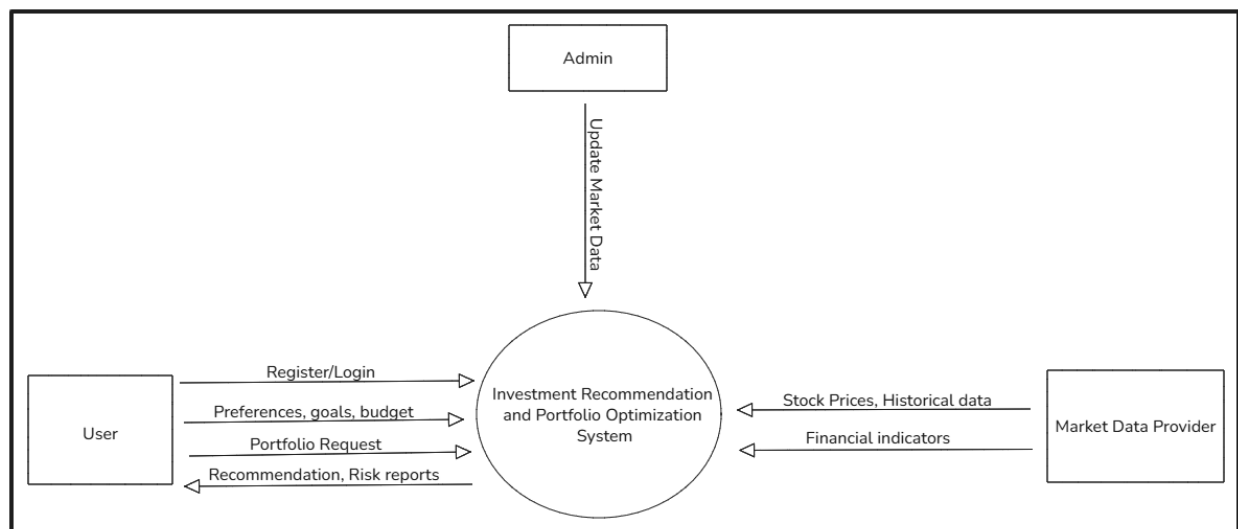 Admin
Update Market Data
Register/Login
Preferences, goals, budget
User
Portfolio Request
Recommendation, Risk reports
Investment Recommendation
and Portfolio Optimization
System
Stock Prices, Historical data
Financial indicators
Market Data Provider